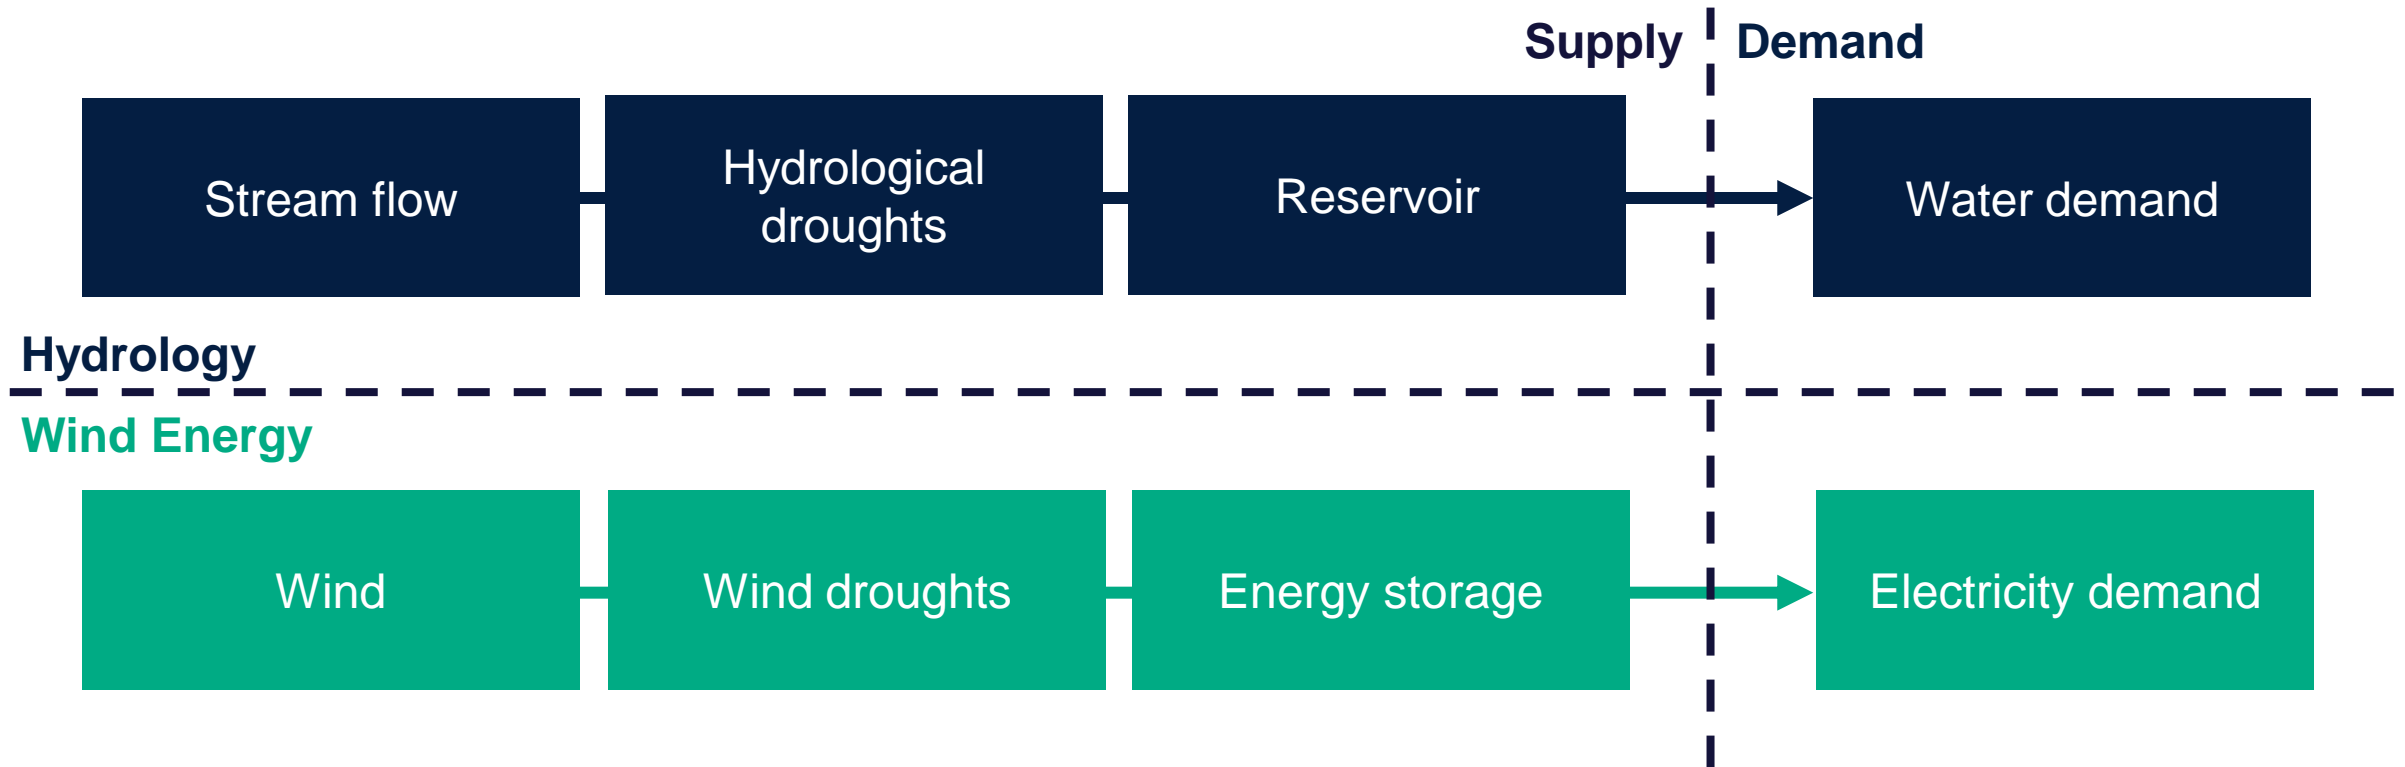 Supply
Demand
Stream flow
Hydrological
droughts
Reservoir
Water demand
Hydrology
Wind Energy
Wind
Wind droughts
Energy storage
Electricity demand